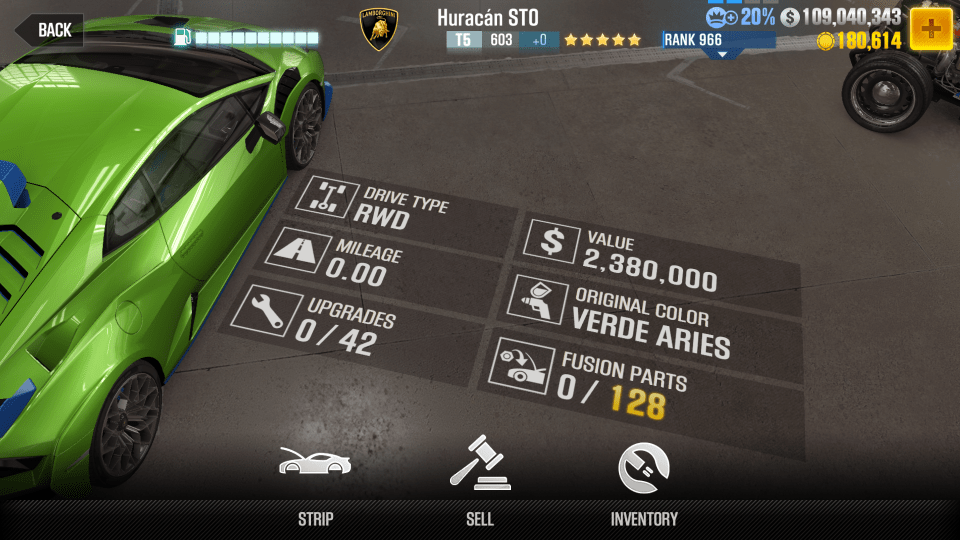 BACK
LAMBORGHINI
Huracán STO
T5 603 +0
20% $ 109,040,343
RANK 966
180,614
DRIVE TYPE
RWD
MILEAGE
0.00
UPGRADES
0 / 42
$ VALUE
2,380,000
ORIGINAL COLOR
VERDE ARIES
FUSION PARTS
0 / 128
STRIP
SELL
INVENTORY